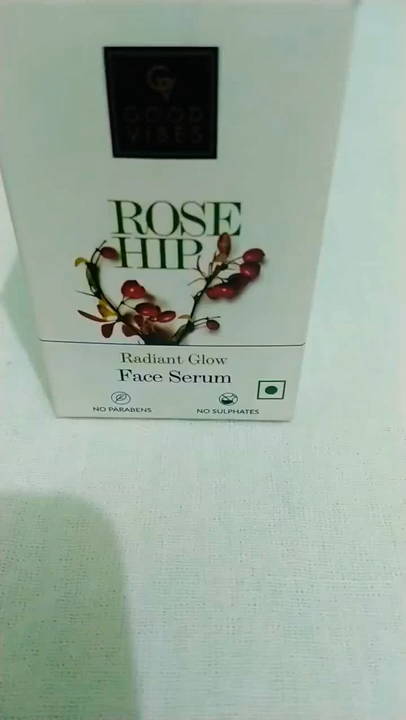 GOOD
VIBES
ROSE
HIP
Radiant Glow
Face Serum
NO PARABENS
NO SULPHATES